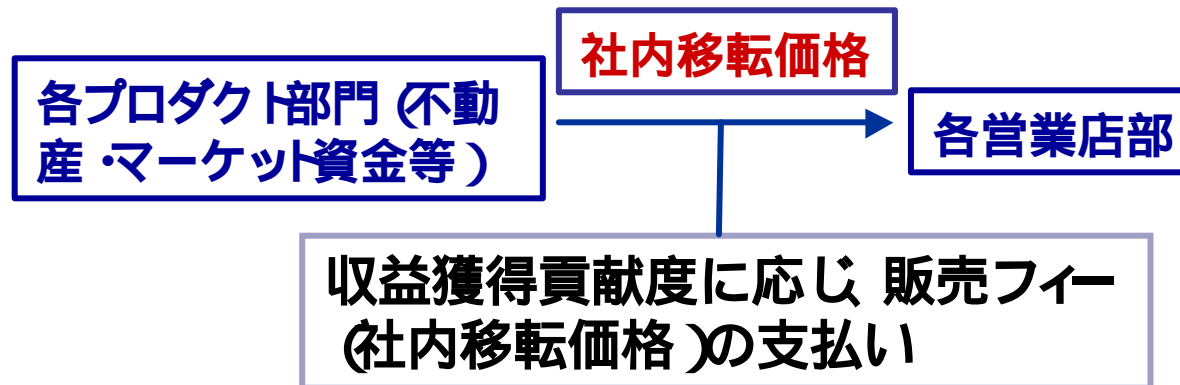 社内移転価格
各プロダクト部門(不動
産・マーケット資金等)
各営業店部
収益獲得貢献度に応じ、販売フィー
(社内移転価格)の支払い